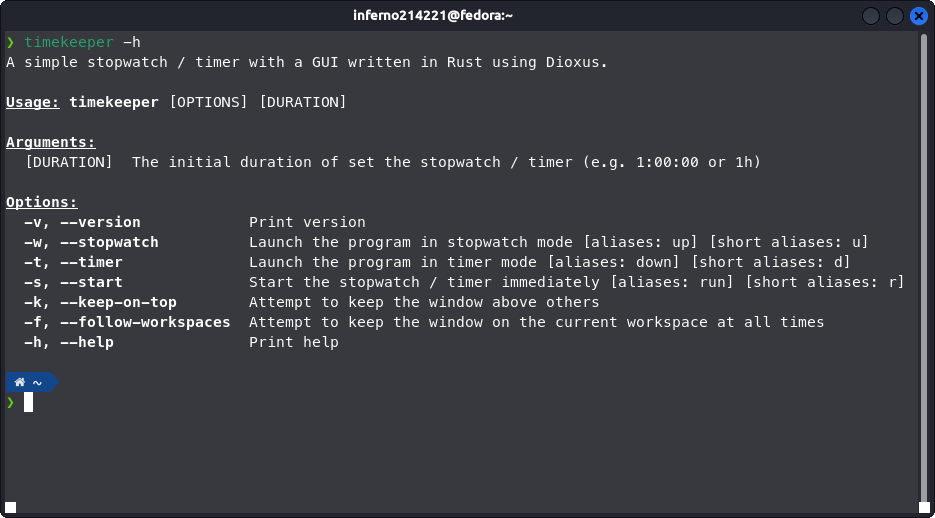 inferno214221@fedora:~
❯ timekeeper -h
A simple stopwatch / timer with a GUI written in Rust using Dioxus.
Usage: timekeeper [OPTIONS] [DURATION]
Arguments:
[DURATION]  The initial duration of set the stopwatch / timer (e.g. 1:00:00 or 1h)
Options:
-v, --version            Print version
-w, --stopwatch          Launch the program in stopwatch mode [aliases: up] [short aliases: u]
-t, --timer              Launch the program in timer mode [aliases: down] [short aliases: d]
-s, --start              Start the stopwatch / timer immediately [aliases: run] [short aliases: r]
-k, --keep-on-top        Attempt to keep the window above others
-f, --follow-workspaces  Attempt to keep the window on the current workspace at all times
-h, --help               Print help
~
❯